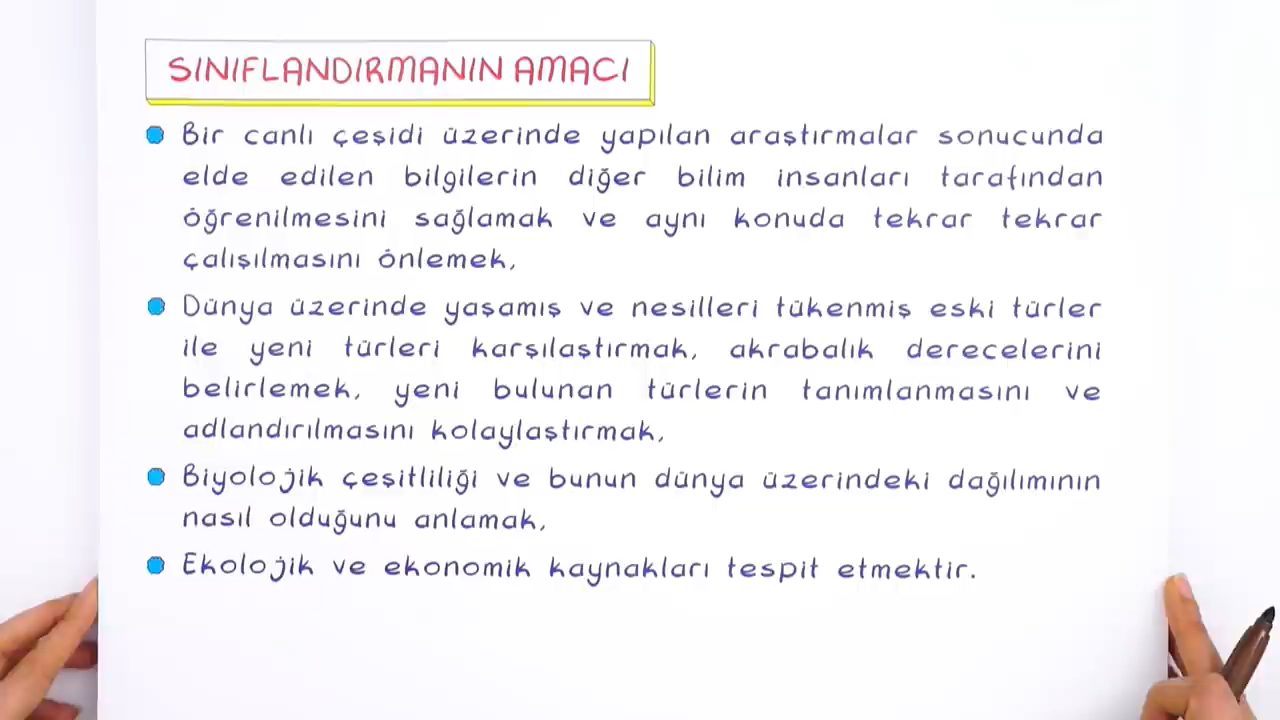 SINIFLANDIRMANIN AMACI
Bir canlı çeşidi üzerinde yapılan araştırmalar sonucunda
elde edilen bilgilerin diğer bilim insanları tarafından
öğrenilmesini sağlamak ve aynı konuda tekrar tekrar
çalışılmasını önlemek,
Dünya üzerinde yaşamış ve nesilleri tükenmiş eski türler
ile yeni türleri karşılaştırmak, akrabalık derecelerini
belirlemek, yeni bulunan türlerin tanımlanmasını ve
adlandırılmasını kolaylaştırmak,
Biyolojik çeşitliliği ve bunun dünya üzerindeki dağılımının
nasıl olduğunu anlamak,
Ekolojik ve ekonomik kaynakları tespit etmektir.